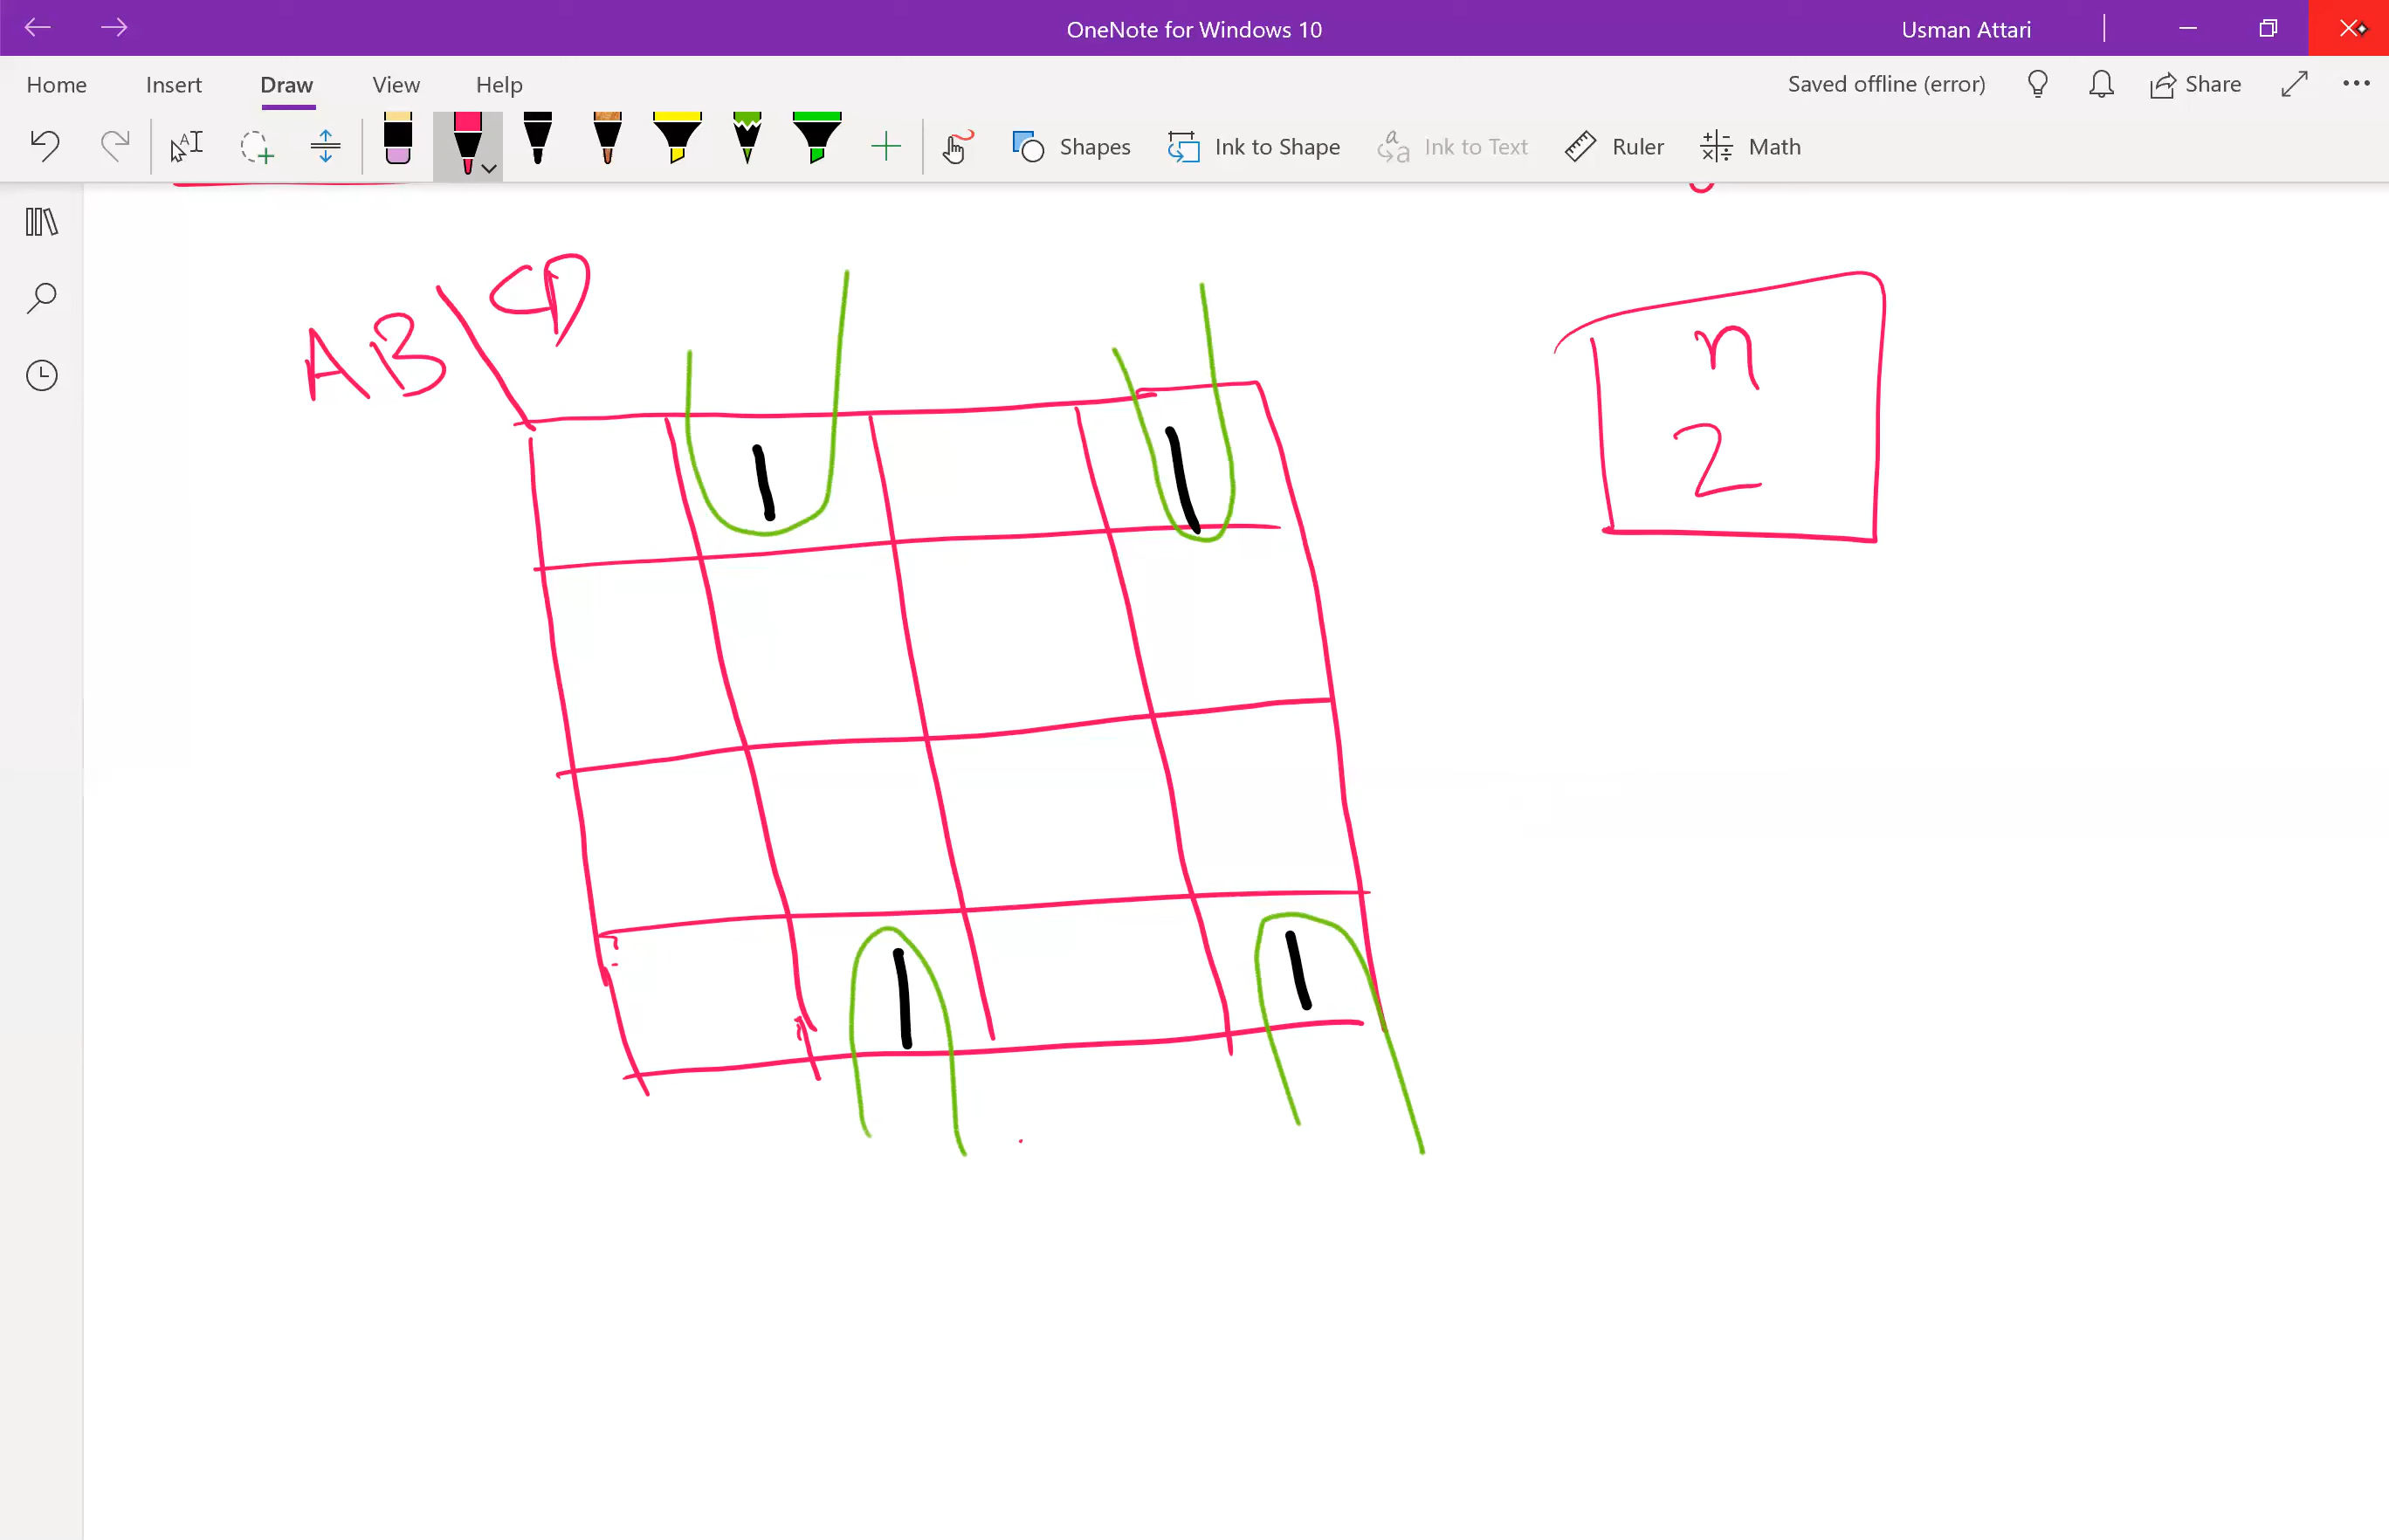 OneNote for Windows 10 Usman Attari
Home Insert Draw View Help Saved offline (error) Share
AI Shapes Ink to Shape a a Ink to Text Ruler Math
AB\CD
n
2
1 1
1 1